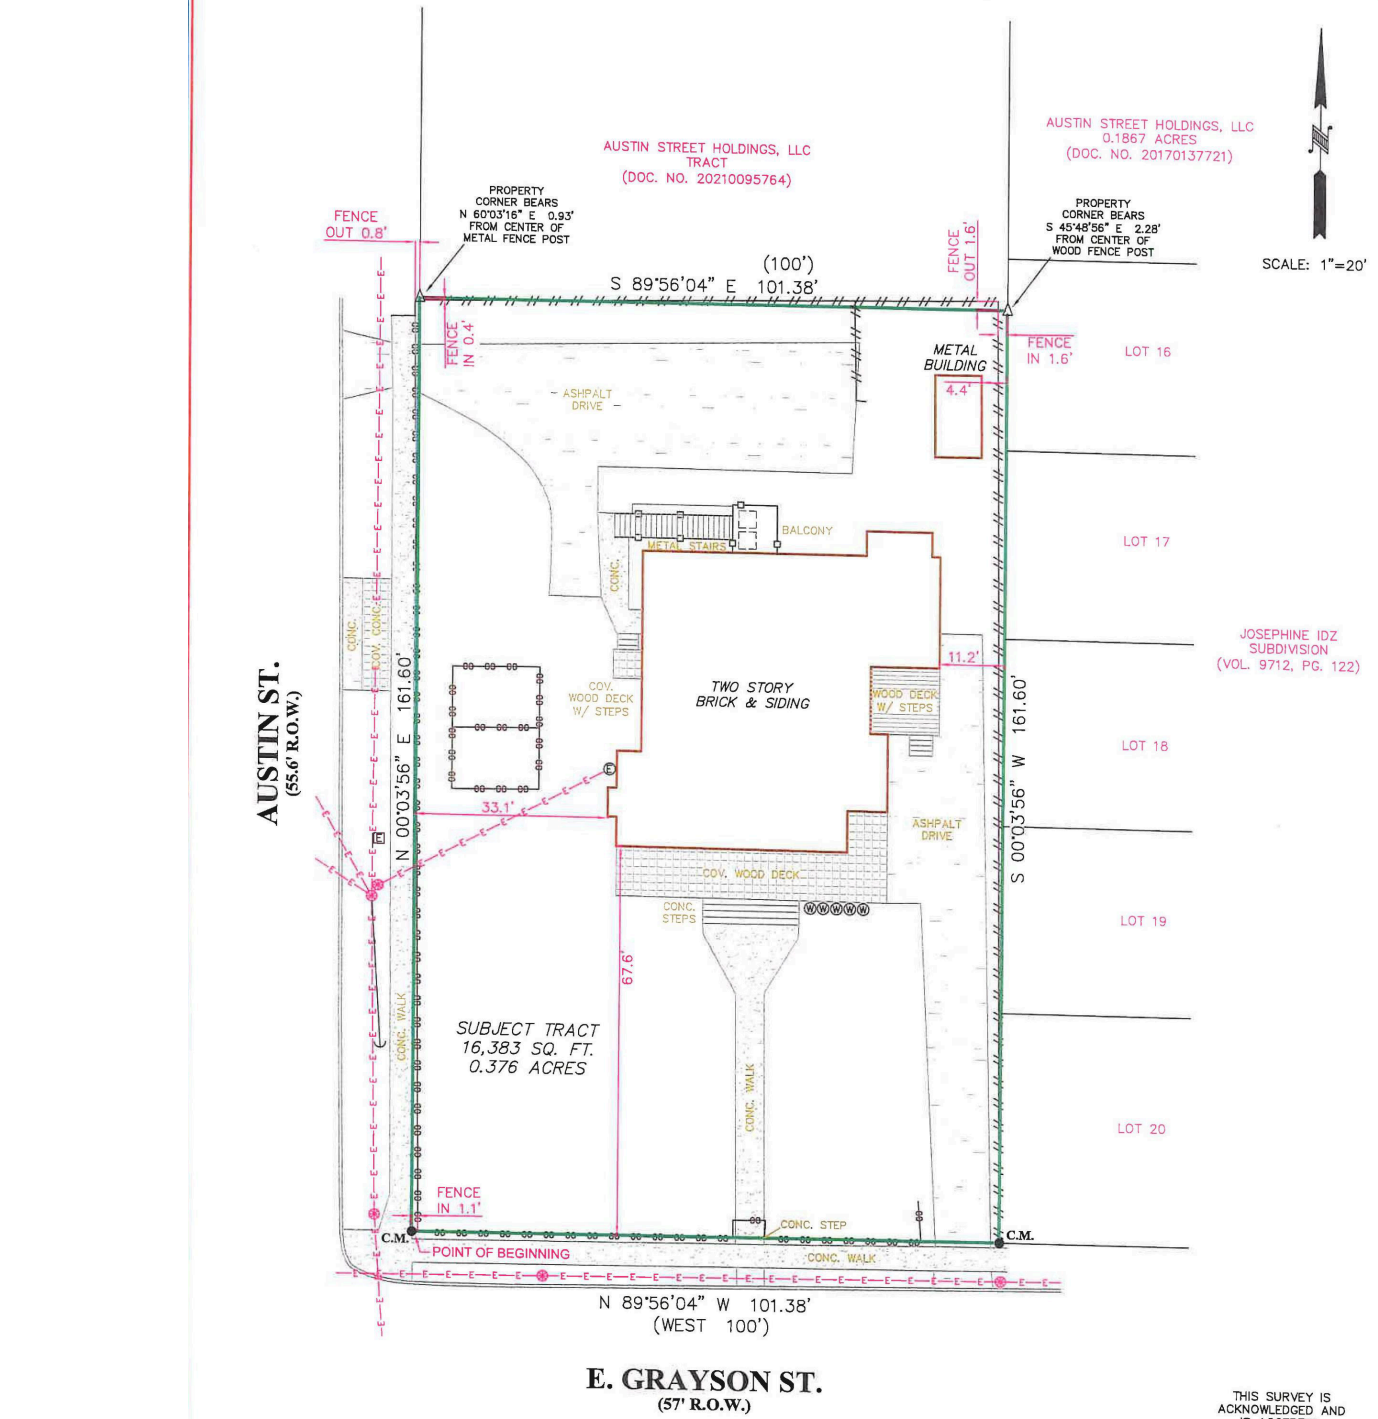 AUSTIN STREET HOLDINGS, LLC
0.1867 ACRES
(DOC. NO. 20170137721)
AUSTIN STREET HOLDINGS, LLC
TRACT
(DOC. NO. 20210095764)
PROPERTY
CORNER BEARS
N 60°03'16" E 0.93'
FROM CENTER OF
METAL FENCE POST
PROPERTY
CORNER BEARS
S 45°48'56" E 2.28'
FROM CENTER OF
WOOD FENCE POST
FENCE
OUT 0.8'
FENCE
OUT 1.6'
SCALE: 1"=20'
(100')
S 89°56'04" E 101.38'
FENCE
IN 0.4'
METAL
BUILDING
FENCE
IN 1.6'
LOT 16
4.4'
ASHPALT
DRIVE
BALCONY
METAL STAIRS
LOT 17
CONC.
CONC.
COV. CONC.
JOSEPHINE IDZ
SUBDIVISION
(VOL. 9712, PG. 122)
11.2'
COV.
WOOD DECK
W/ STEPS
TWO STORY
BRICK & SIDING
WOOD DECK
W/ STEPS
AUSTIN ST.
(55.6' R.O.W.)
N 00°03'56" E 161.60'
S 00°03'56" W 161.60'
LOT 18
E
33.1'
E
ASHPALT
DRIVE
COV. WOOD DECK
CONC.
STEPS
W W W W W
LOT 19
67.6'
CONC. WALK
SUBJECT TRACT
16,383 SQ. FT.
0.376 ACRES
CONC. WALK
LOT 20
FENCE
IN 1.1'
CONC. STEP
C.M.
C.M.
POINT OF BEGINNING
CONC. WALK
N 89°56'04" W 101.38'
(WEST 100')
E. GRAYSON ST.
(57' R.O.W.)
THIS SURVEY IS
ACKNOWLEDGED AND